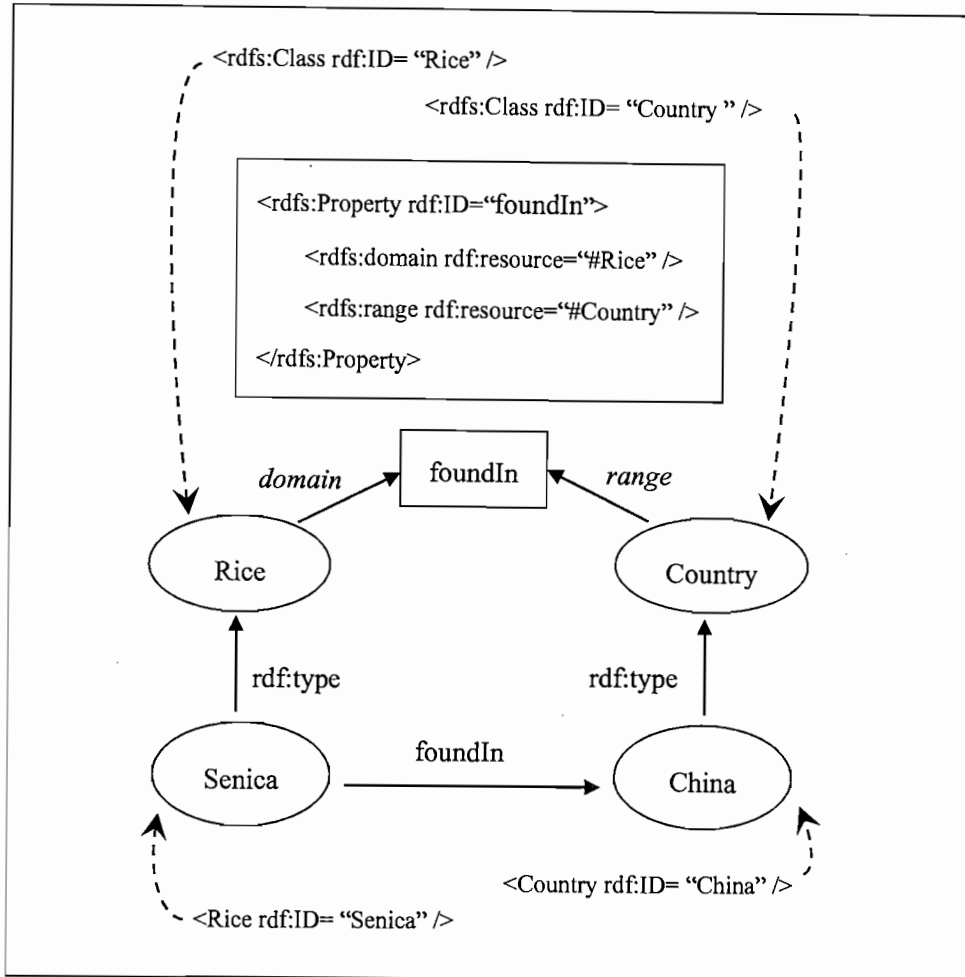 <rdfs:Class rdf:ID= “Rice” />
<rdfs:Class rdf:ID= “Country ” />
<rdfs:Property rdf:ID=“foundIn”>
<rdfs:domain rdf:resource=“#Rice” />
<rdfs:range rdf:resource=“#Country” />
</rdfs:Property>
domain
foundIn
range
Rice
Country
rdf:type
rdf:type
Senica
foundIn
China
<Country rdf:ID= “China” />
<Rice rdf:ID= “Senica” />